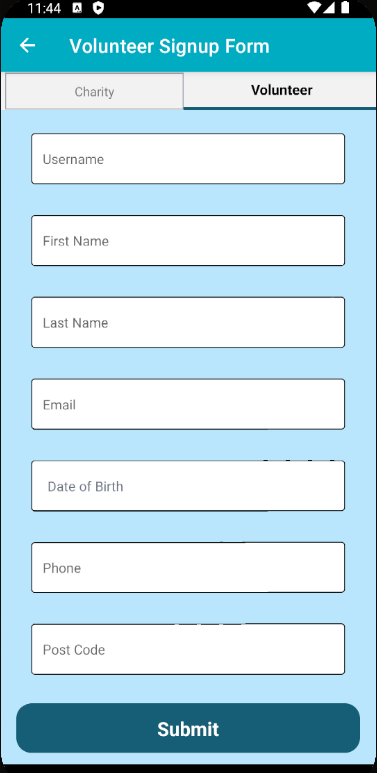 11:44
Volunteer Signup Form
Charity
Volunteer
Username
First Name
Last Name
Email
Date of Birth
Phone
Post Code
Submit